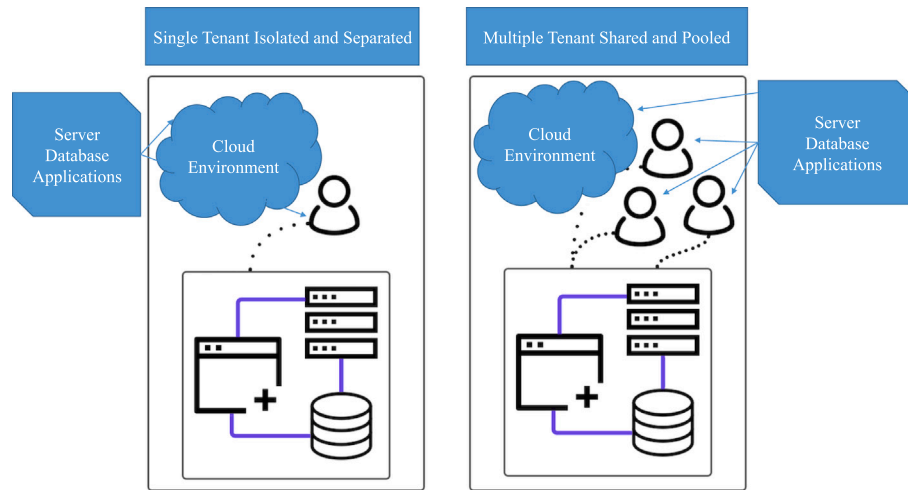 Single Tenant Isolated and Separated
Multiple Tenant Shared and Pooled
Server
Database
Applications
Cloud
Environment
Cloud
Environment
Server
Database
Applications